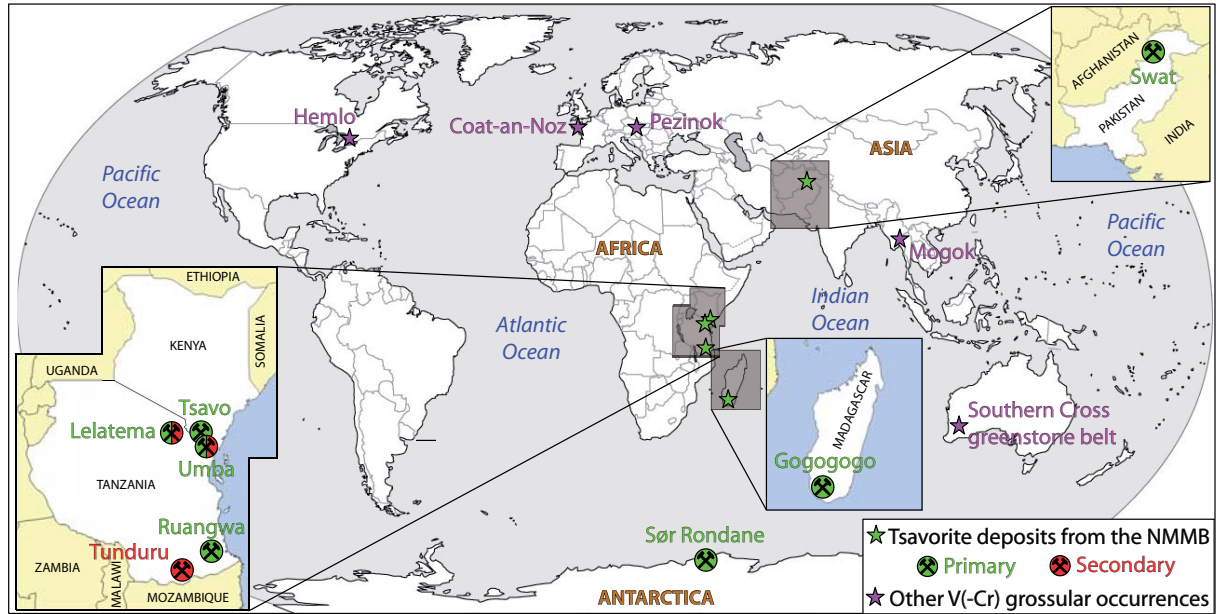 Hemlo
Coat-an-Noz
Pezinok
ASIA
AFGHANISTAN
Swat
PAKISTAN
INDIA
Pacific
Ocean
AFRICA
Mogok
Pacific
Ocean
Indian
Ocean
Atlantic
Ocean
ETHIOPIA
KENYA
SOMALIA
UGANDA
Tsavo
Lelatema
Umba
TANZANIA
Ruangwa
Tunduru
ZAMBIA
MALAWI
MOZAMBIQUE
MADAGASCAR
Gogogogo
Southern Cross
greenstone belt
Sør Rondane
ANTARCTICA
Tsavorite deposits from the NMMB
Primary Secondary
Other V(-Cr) grossular occurrences